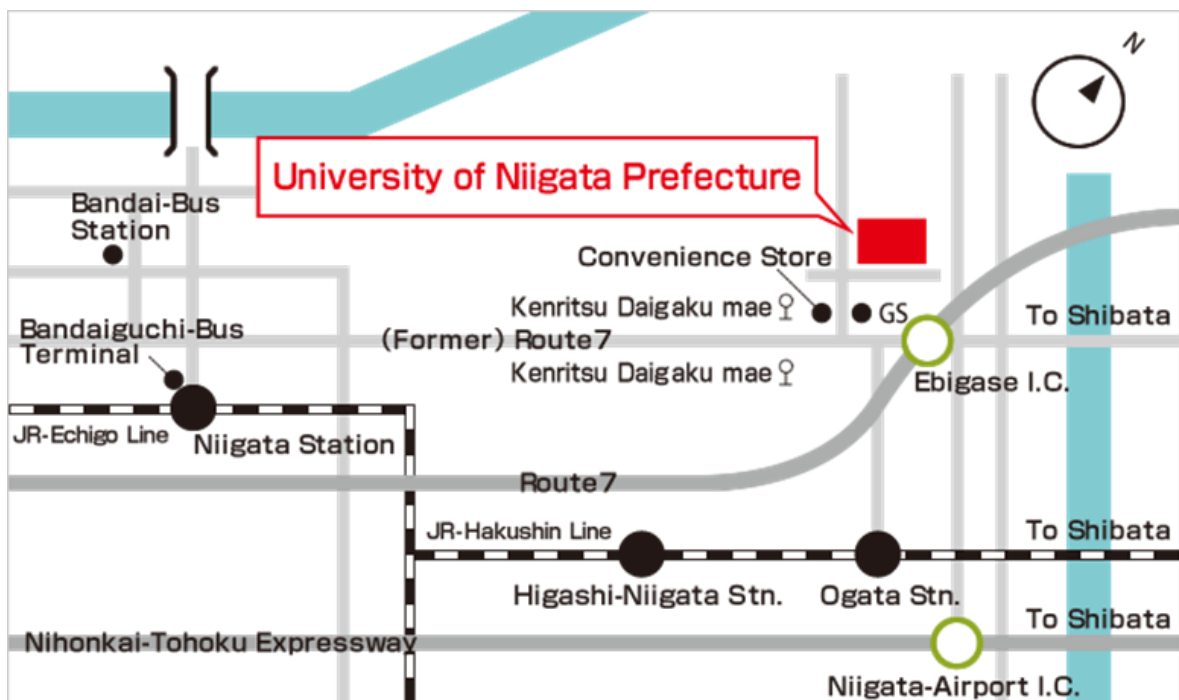 N
University of Niigata Prefecture
Bandai-Bus
Station
Convenience Store
Kenritsu Daigaku mae
GS
To Shibata
Bandaiguchi-Bus
Terminal
(Former) Route7
Kenritsu Daigaku mae
Ebigase I.C.
JR-Echigo Line
Niigata Station
Route7
JR-Hakushin Line
To Shibata
Higashi-Niigata Stn.
Ogata Stn.
To Shibata
Nihonkai-Tohoku Expressway
Niigata-Airport I.C.